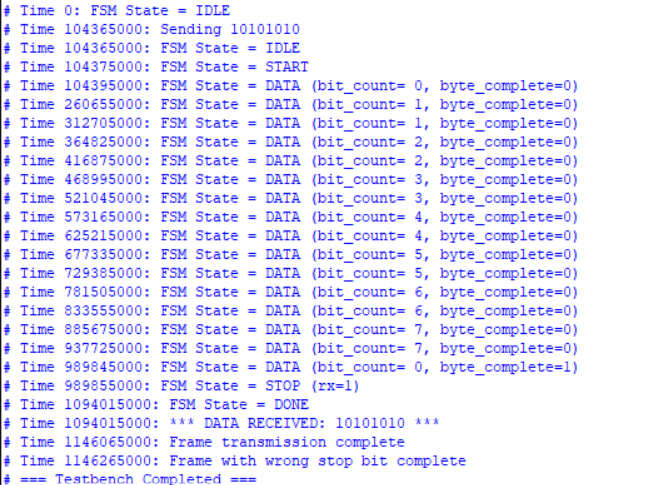 # Time 0: FSM State = IDLE
# Time 104365000: Sending 10101010
# Time 104365000: FSM State = IDLE
# Time 104375000: FSM State = START
# Time 104395000: FSM State = DATA (bit_count= 0, byte_complete=0)
# Time 260655000: FSM State = DATA (bit_count= 1, byte_complete=0)
# Time 312705000: FSM State = DATA (bit_count= 1, byte_complete=0)
# Time 364825000: FSM State = DATA (bit_count= 2, byte_complete=0)
# Time 416875000: FSM State = DATA (bit_count= 2, byte_complete=0)
# Time 468995000: FSM State = DATA (bit_count= 3, byte_complete=0)
# Time 521045000: FSM State = DATA (bit_count= 3, byte_complete=0)
# Time 573165000: FSM State = DATA (bit_count= 4, byte_complete=0)
# Time 625215000: FSM State = DATA (bit_count= 4, byte_complete=0)
# Time 677335000: FSM State = DATA (bit_count= 5, byte_complete=0)
# Time 729385000: FSM State = DATA (bit_count= 5, byte_complete=0)
# Time 781505000: FSM State = DATA (bit_count= 6, byte_complete=0)
# Time 833555000: FSM State = DATA (bit_count= 6, byte_complete=0)
# Time 885675000: FSM State = DATA (bit_count= 7, byte_complete=0)
# Time 937725000: FSM State = DATA (bit_count= 7, byte_complete=0)
# Time 989845000: FSM State = DATA (bit_count= 0, byte_complete=1)
# Time 989855000: FSM State = STOP (rx=1)
# Time 1094015000: FSM State = DONE
# Time 1094015000: *** DATA RECEIVED: 10101010 ***
# Time 1146065000: Frame transmission complete
# Time 1146265000: Frame with wrong stop bit complete
# === Testbench Completed ===